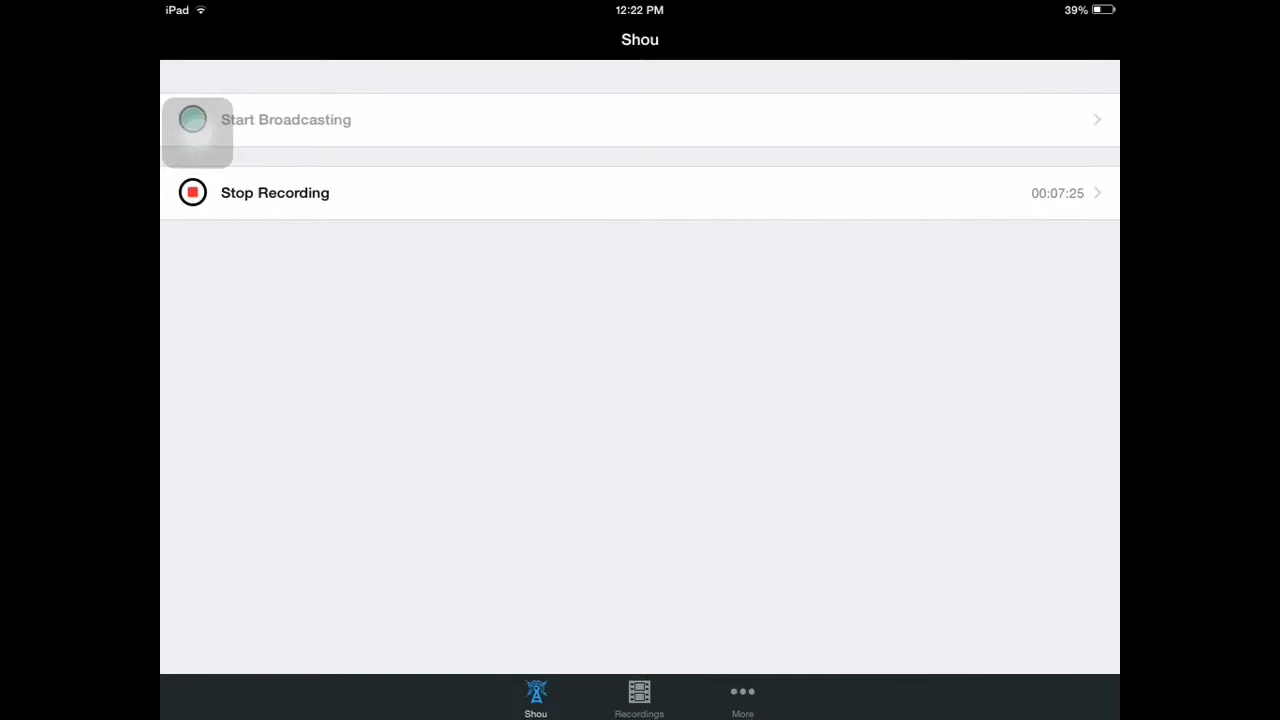 iPad 12:22 PM 39%
Shou
Start Broadcasting
Stop Recording 00:07:25
Shou Recordings More